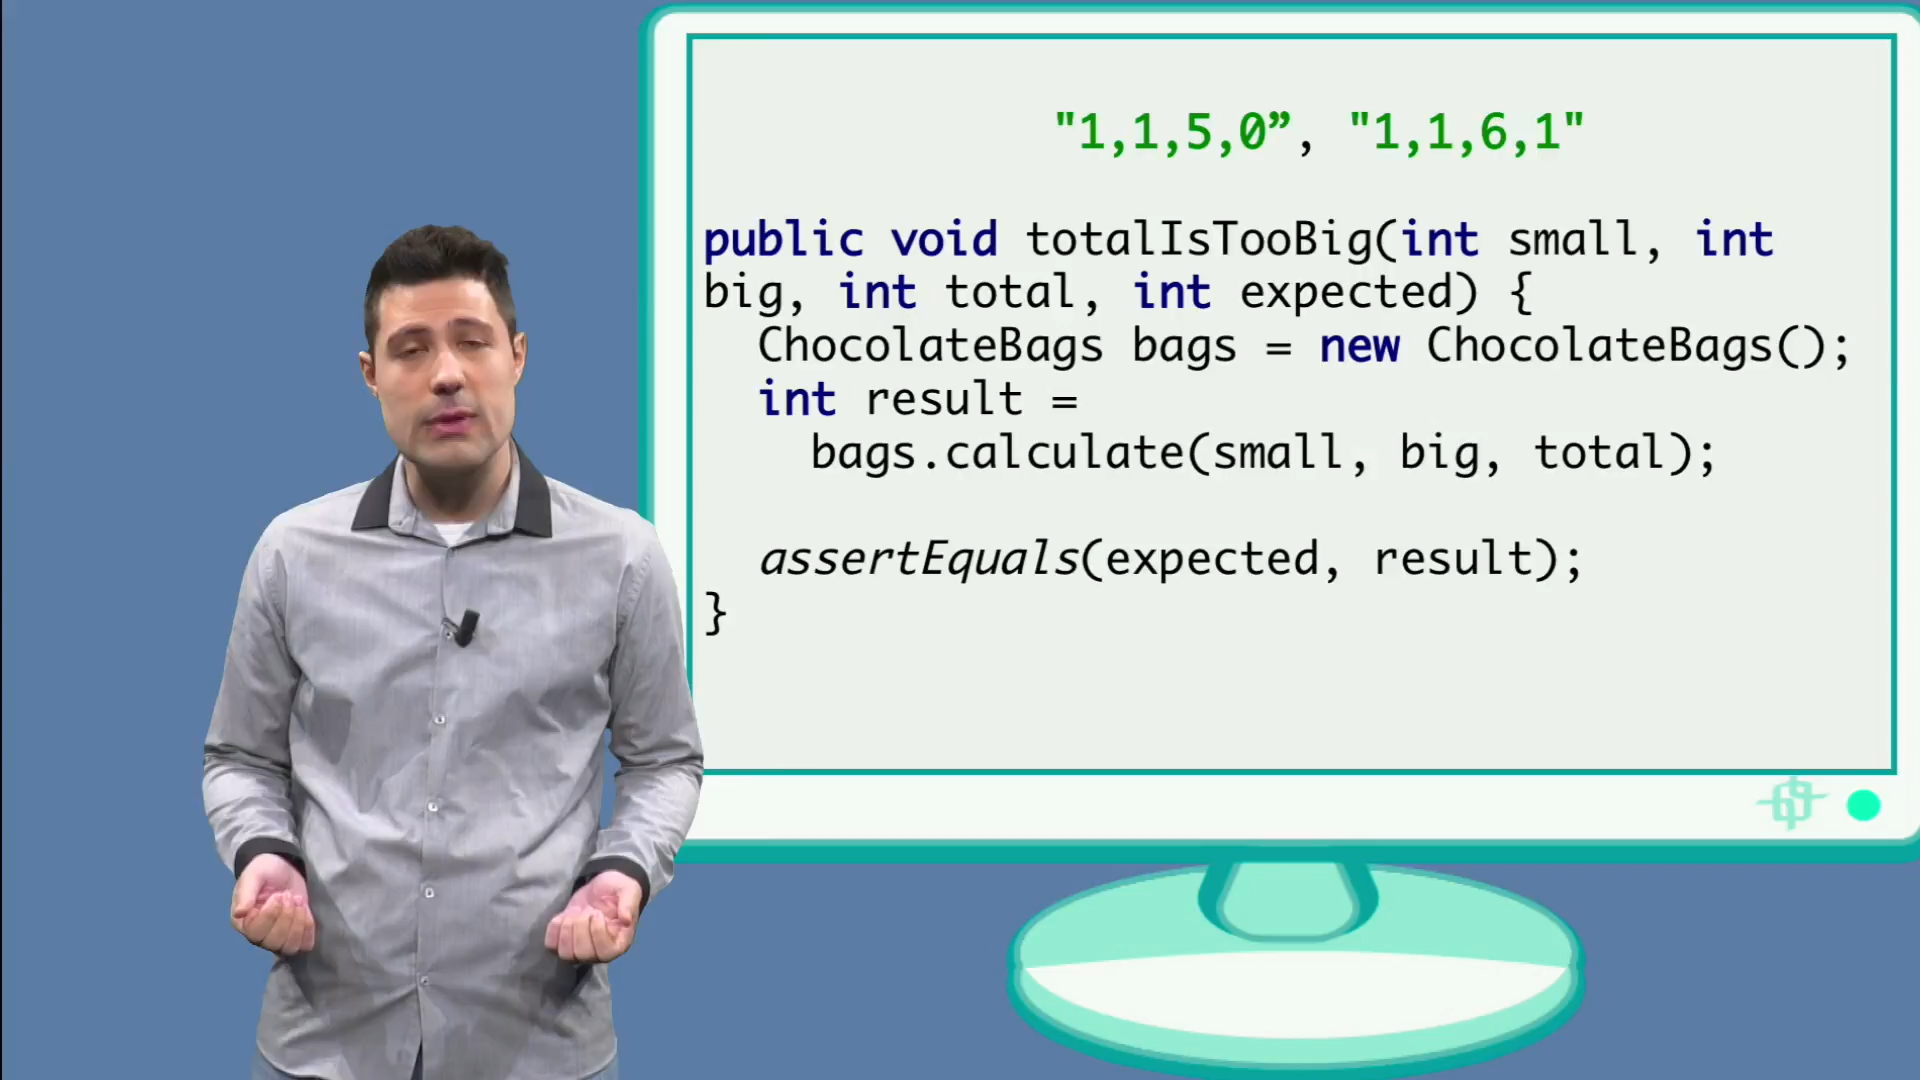 "1,1,5,0”, "1,1,6,1"
public void totalIsTooBig(int small, int
big, int total, int expected) {
ChocolateBags bags = new ChocolateBags();
int result =
bags.calculate(small, big, total);
assertEquals(expected, result);
}